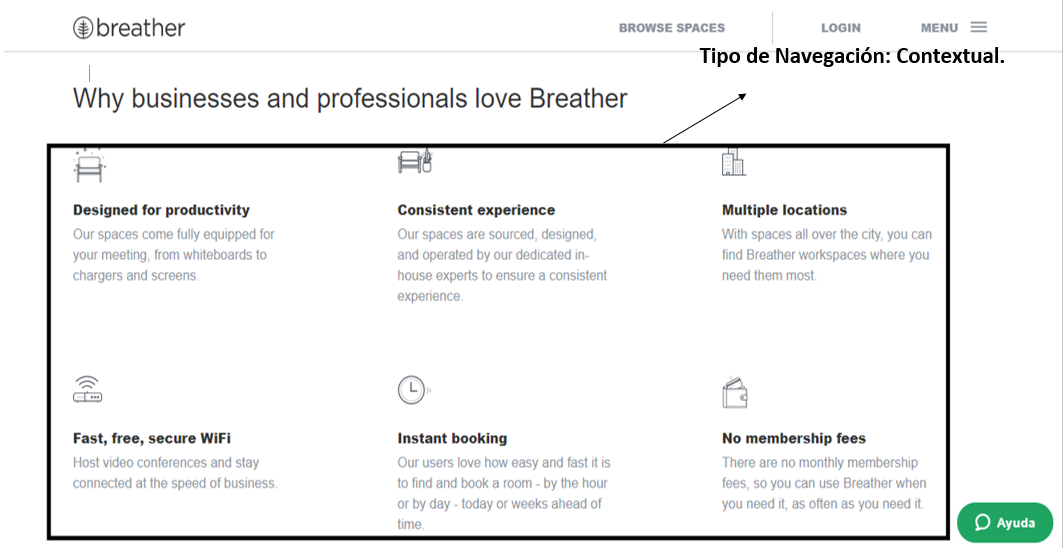 breather
BROWSE SPACES
LOGIN
MENU
Tipo de Navegación: Contextual.
Why businesses and professionals love Breather
Designed for productivity
Our spaces come fully equipped for
your meeting, from whiteboards to
chargers and screens.
Consistent experience
Our spaces are sourced, designed,
and operated by our dedicated in-
house experts to ensure a consistent
experience.
Multiple locations
With spaces all over the city, you can
find Breather workspaces where you
need them most.
Fast, free, secure WiFi
Host video conferences and stay
connected at the speed of business.
Instant booking
Our users love how easy and fast it is
to find and book a room - by the hour
or by day - today or weeks ahead of
time.
No membership fees
There are no monthly membership
fees, so you can use Breather when
you need it, as often as you need it.
Ayuda